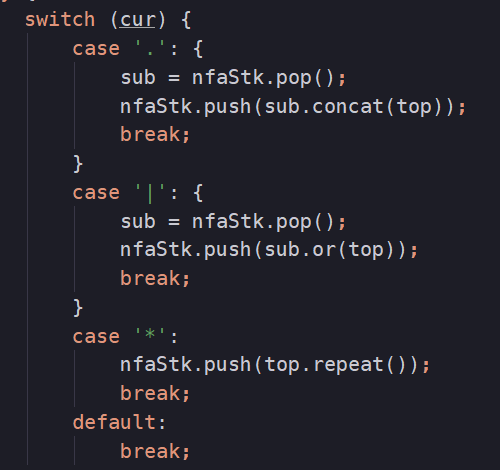 switch (cur) {
    case '.': {
        sub = nfaStk.pop();
        nfaStk.push(sub.concat(top));
        break;
    }
    case '|': {
        sub = nfaStk.pop();
        nfaStk.push(sub.or(top));
        break;
    }
    case '*':
        nfaStk.push(top.repeat());
        break;
    default:
        break;